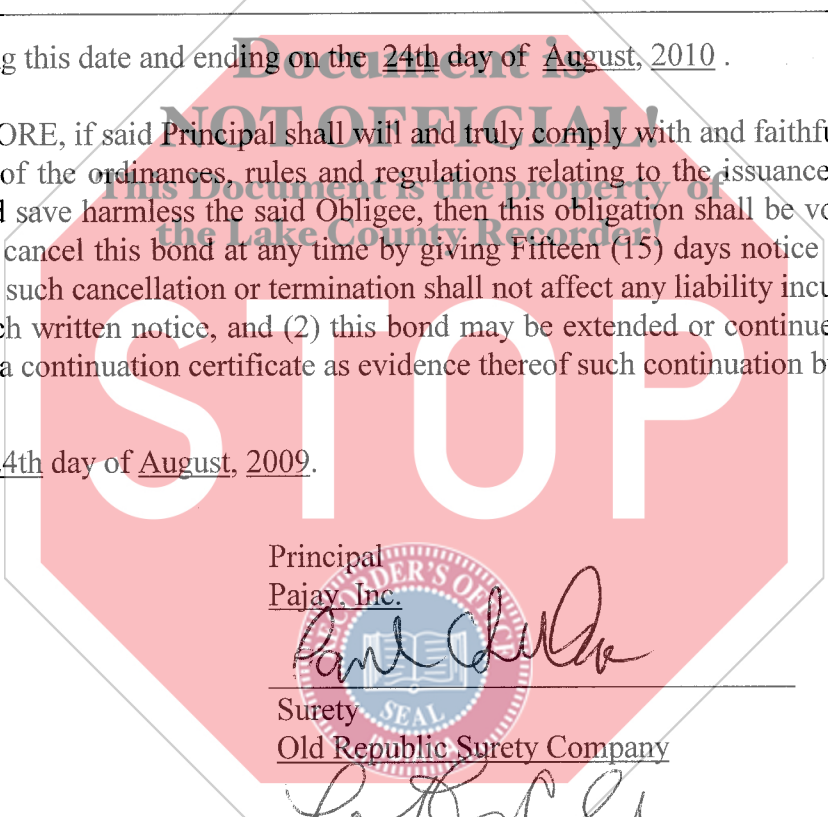 g this date and ending on the 24th day of August, 2010 .
Document is
NOT OFFICIAL!
This Document is the property of
the Lake County Recorder!
ORE, if said Principal shall will and truly comply with and faithfu
of the ordinances, rules and regulations relating to the issuance
save harmless the said Obligee, then this obligation shall be vo
cancel this bond at any time by giving Fifteen (15) days notice
such cancellation or termination shall not affect any liability incu
ch written notice, and (2) this bond may be extended or continue
a continuation certificate as evidence thereof such continuation b
STOP
4th day of August, 2009.
Principal
Pajay, Inc.
RECORDER'S OFFICE
SEAL
Surety
Old Republic Surety Company